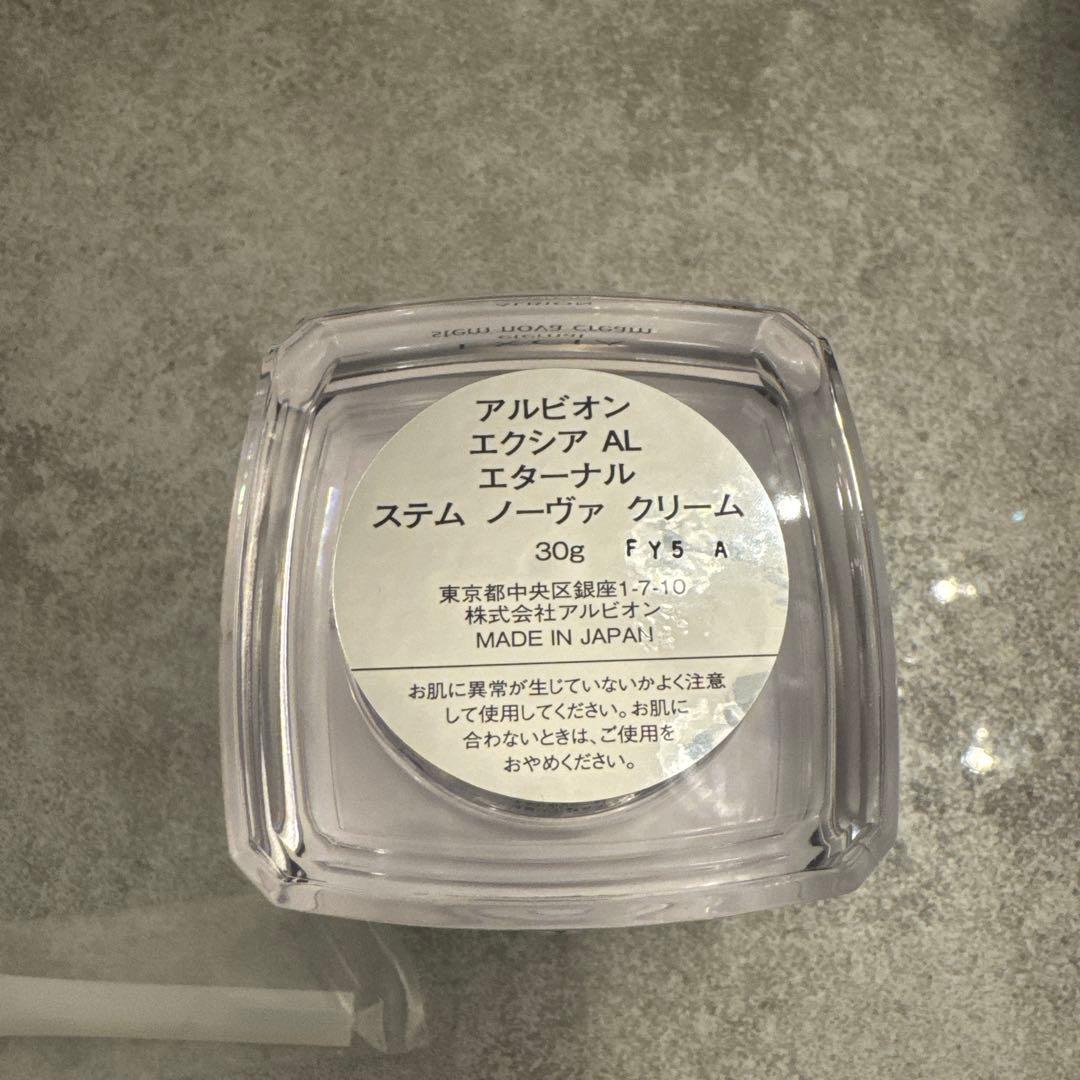 ALBION
stem nova cream
eternal
アルビオン
エクシア AL
エターナル
ステム ノーヴァ クリーム
30g FY5 A
東京都中央区銀座1-7-10
株式会社アルビオン
MADE IN JAPAN
お肌に異常が生じていないかよく注意
して使用してください。お肌に
合わないときは、ご使用を
おやめください。